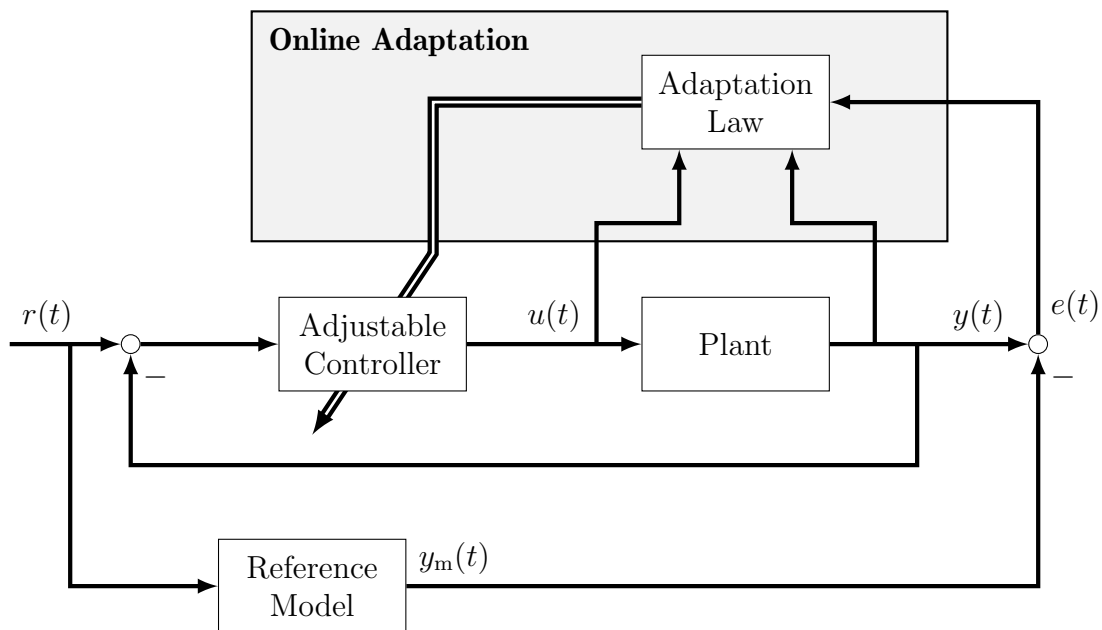 Online Adaptation
Adaptation
Law
r(t)
−
Adjustable
Controller
u(t)
Plant
y(t)
e(t)
−
Reference
Model
yₘ(t)